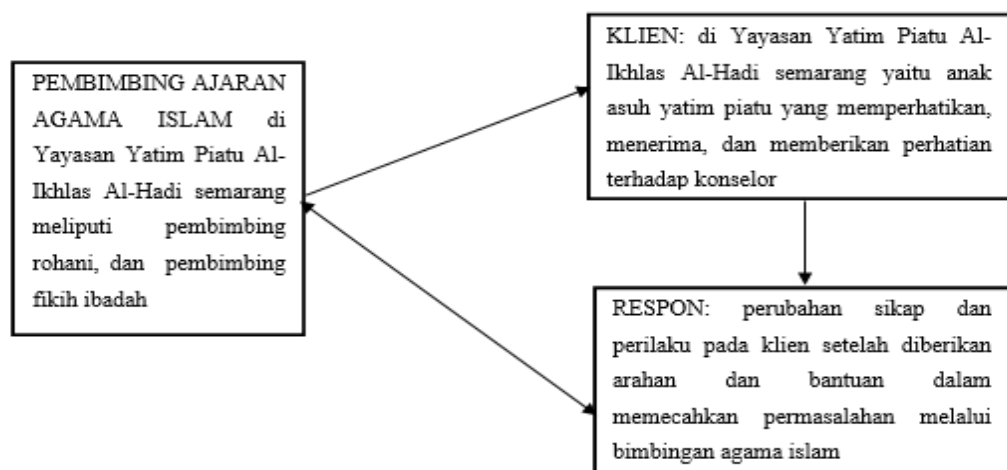 PEMBIMBING AJARAN
AGAMA ISLAM di
Yayasan Yatim Piatu Al-
Ikhlas Al-Hadi semarang
meliputi pembimbing
rohani, dan pembimbing
fikih ibadah
KLIEN: di Yayasan Yatim Piatu Al-
Ikhlas Al-Hadi semarang yaitu anak
asuh yatim piatu yang memperhatikan,
menerima, dan memberikan perhatian
terhadap konselor
RESPON: perubahan sikap dan
perilaku pada klien setelah diberikan
arahan dan bantuan dalam
memecahkan permasalahan melalui
bimbingan agama islam